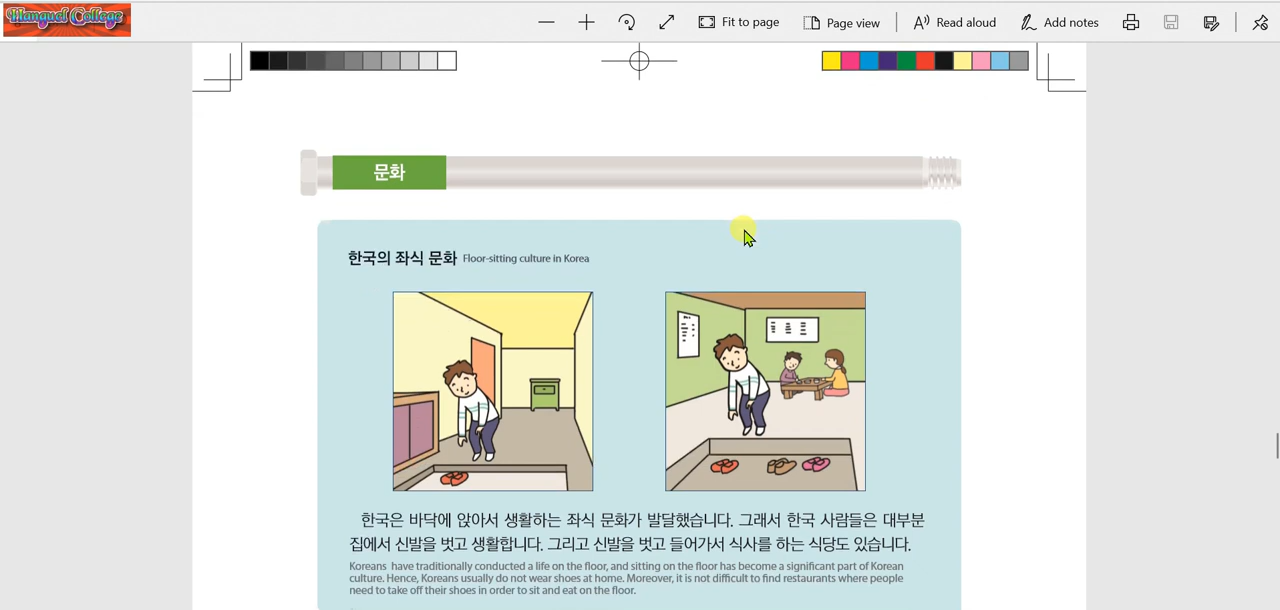 Hanguel College
Fit to page
Page view
Read aloud
Add notes
문화
한국의 좌식 문화 Floor-sitting culture in Korea
한국은 바닥에 앉아서 생활하는 좌식 문화가 발달했습니다. 그래서 한국 사람들은 대부분
집에서 신발을 벗고 생활합니다. 그리고 신발을 벗고 들어가서 식사를 하는 식당도 있습니다.
Koreans have traditionally conducted a life on the floor, and sitting on the floor has become a significant part of Korean
culture. Hence, Koreans usually do not wear shoes at home. Moreover, it is not difficult to find restaurants where people
need to take off their shoes in order to sit and eat on the floor.